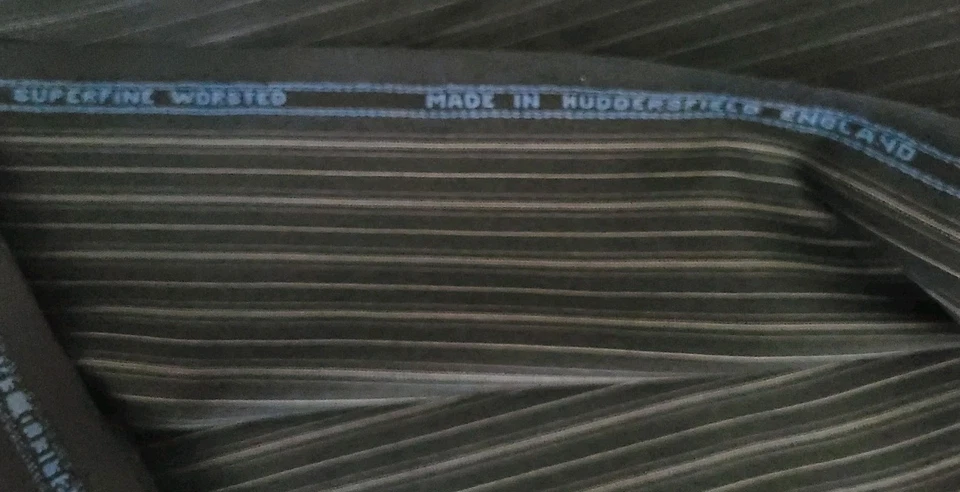 SUPERFINE WORSTED MADE IN HUDDERSFIELD ENGLAND